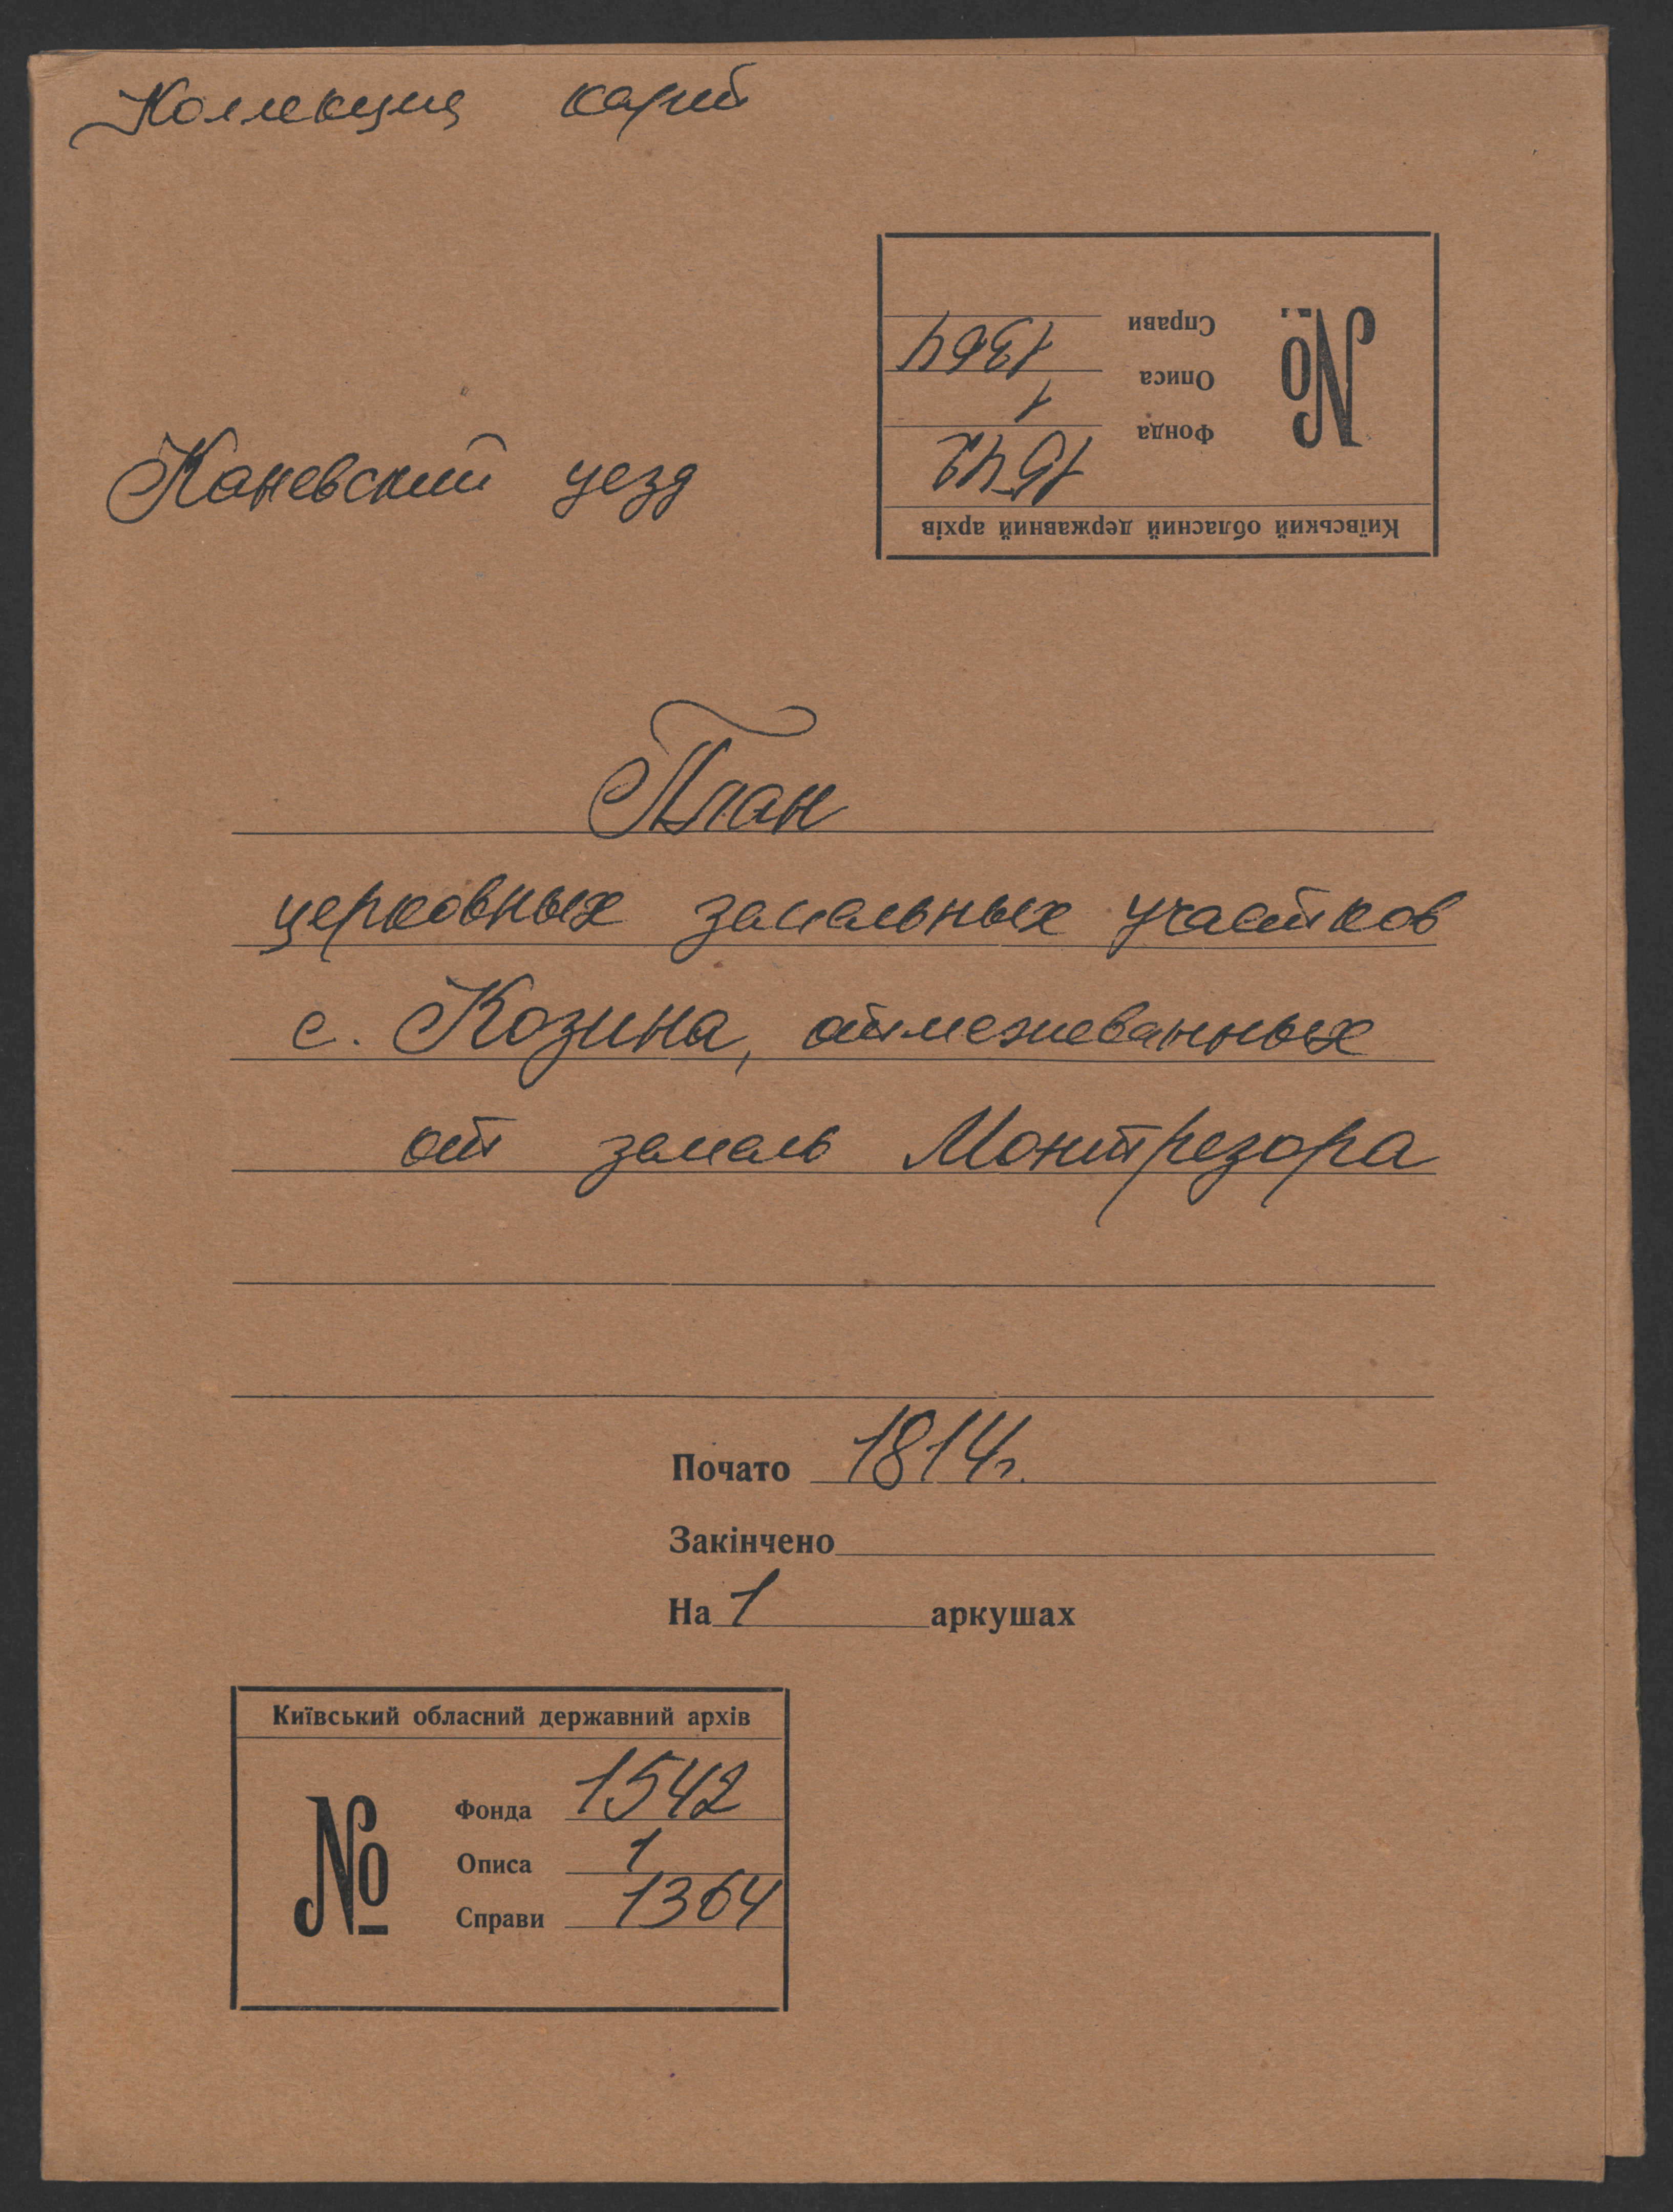 Коллекция карт
Каневский уезд
Київський обласний державний архів
№
Фонда 1542
Описа 1
Справи 1364
План
церковных земельных участков
с. Козина, отмежеванных
от земель Монтрезора
Почато 1814г.
Закінчено
На 1 аркушах
Київський обласний державний архів
№
Фонда 1542
Описа 1
Справи 1364